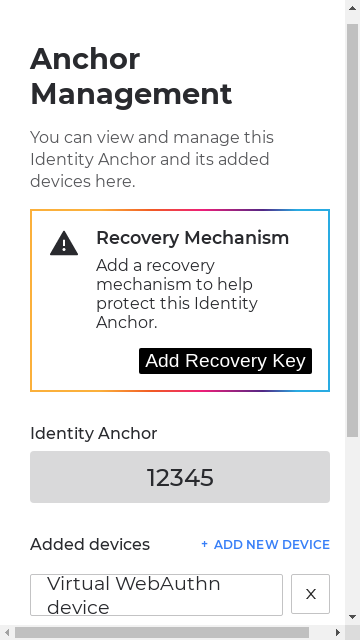 Anchor
Management
You can view and manage this
Identity Anchor and its added
devices here.
Recovery Mechanism
Add a recovery
mechanism to help
protect this Identity
Anchor.
Add Recovery Key
Identity Anchor
12345
Added devices
+ ADD NEW DEVICE
Virtual WebAuthn
device
x